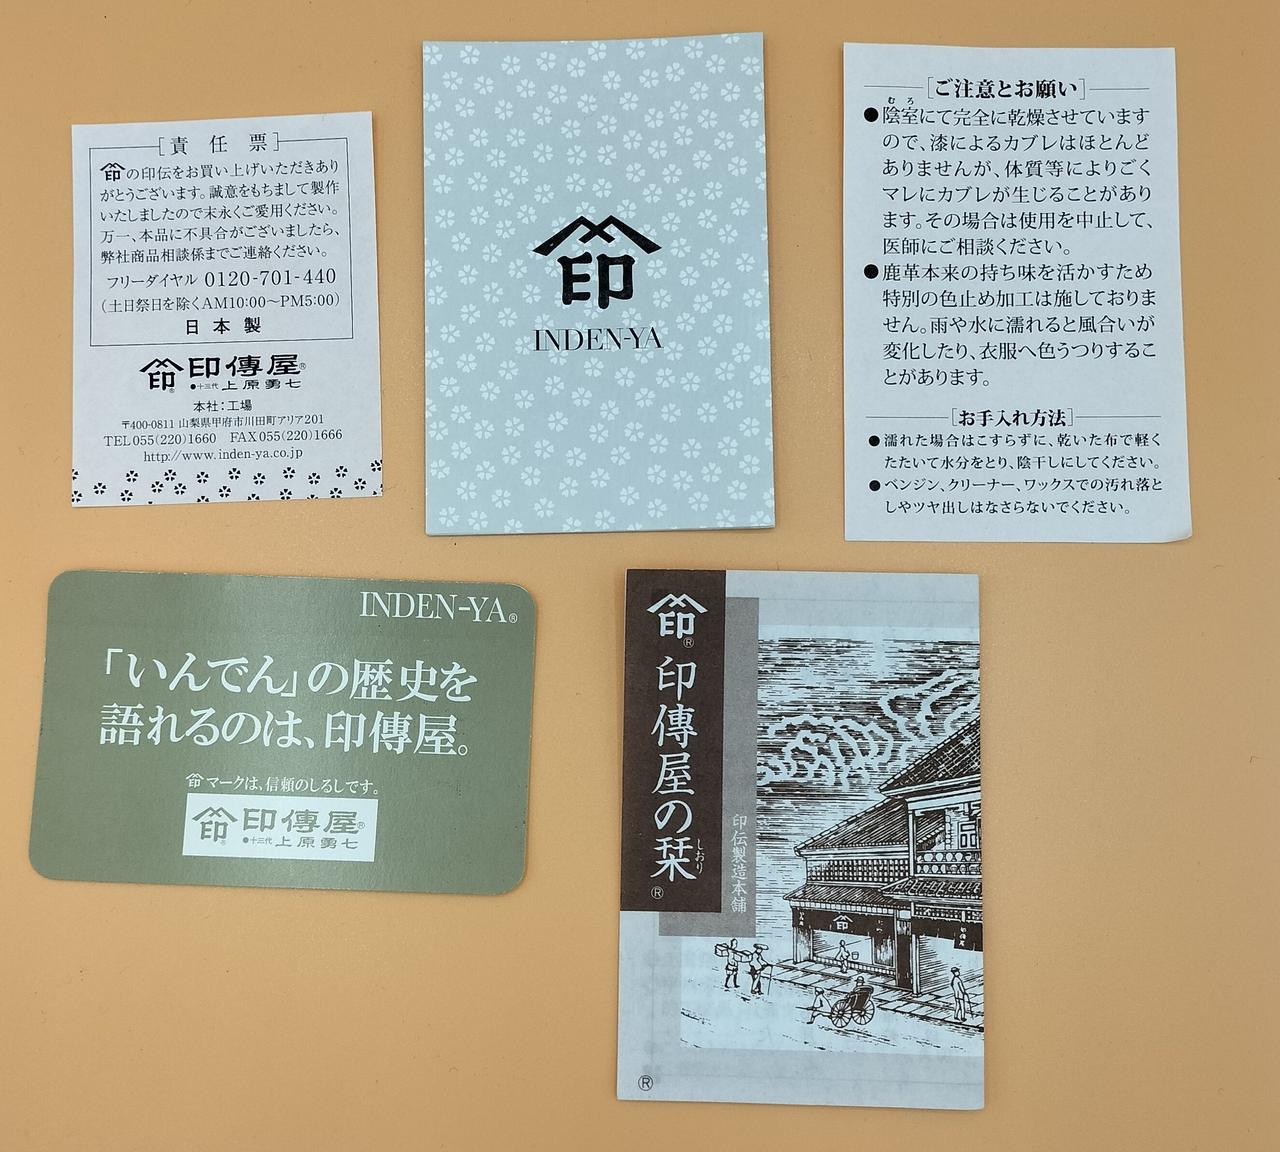 [責任票]
印の印伝をお買い上げいただきあり
がとうございます。誠意をもちまして製作
いたしましたので末永くご愛用ください。
万一、本品に不具合がございましたら、
弊社商品相談係までご連絡ください。
フリーダイヤル 0120-701-440
(土日祭日を除くAM10:00〜PM5:00)
日本製
印 ® 印傳屋®
●十三代 上原勇七
本社:工場
〒400-0811 山梨県甲府市川田町アリア201
TEL 055(220)1660 FAX 055(220)1666
http://www.inden-ya.co.jp
印
INDEN-YA
[ご注意とお願い]
むろ
●陰室にて完全に乾燥させています
ので、漆によるカブレはほとんど
ありませんが、体質等によりごく
マレにカブレが生じることがあり
ます。その場合は使用を中止して、
医師にご相談ください。
●鹿革本来の持ち味を活かすため
特別の色止め加工は施しておりま
せん。雨や水に濡れると風合いが
変化したり、衣服へ色うつりするこ
とがあります。
[お手入れ方法]
●濡れた場合はこすらずに、乾いた布で軽く
たたいて水分をとり、陰干しにしてください。
●ベンジン、クリーナー、ワックスでの汚れ落と
しやツヤ出しはなさらないでください。
INDEN-YA®
「いんでん」の歴史を
語れるのは、印傳屋。
印マークは、信頼のしるしです。
印 ® 印傳屋®
●十三代 上原勇七
印 ®
印傳屋の栞
しおり
®
印伝製造本舗
印
®